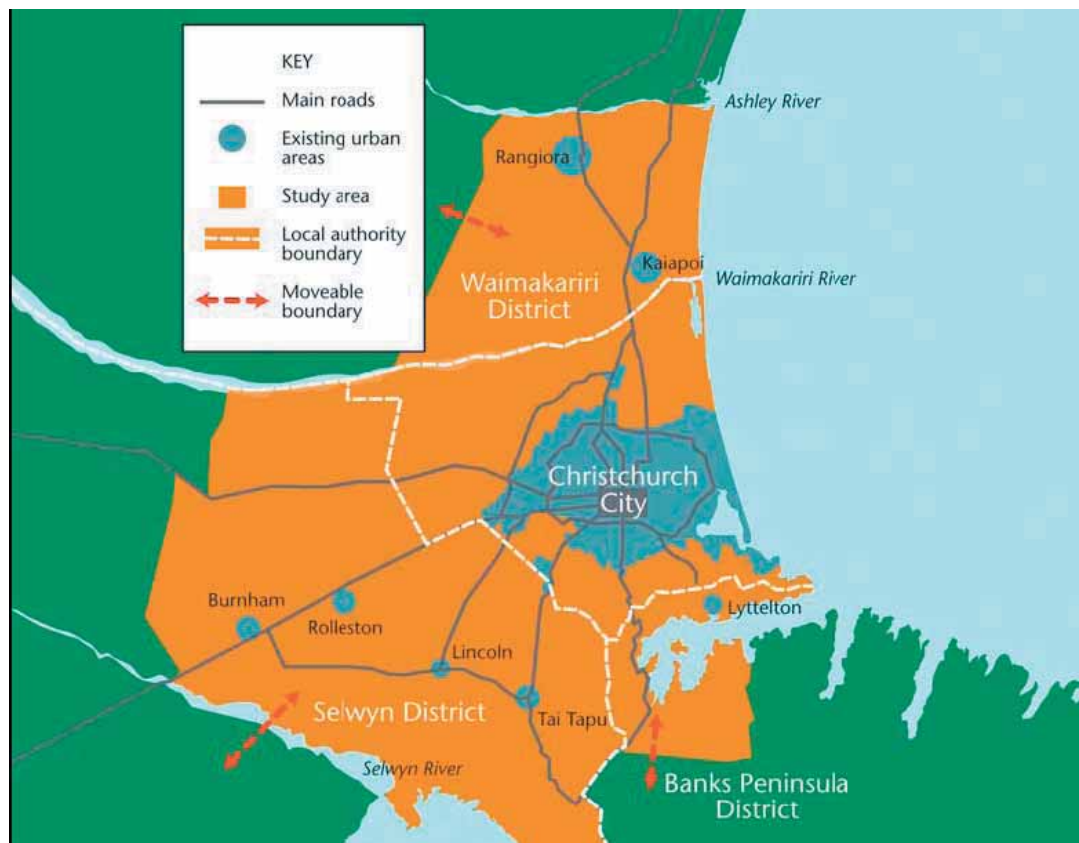 KEY
Main roads
Existing urban
areas
Study area
Local authority
boundary
Moveable
boundary
Ashley River
Rangiora
Kaiapoi
Waimakariri
District
Waimakariri River
Christchurch
City
Burnham
Rolleston
Lyttelton
Lincoln
Selwyn District
Tai Tapu
Selwyn River
Banks Peninsula
District